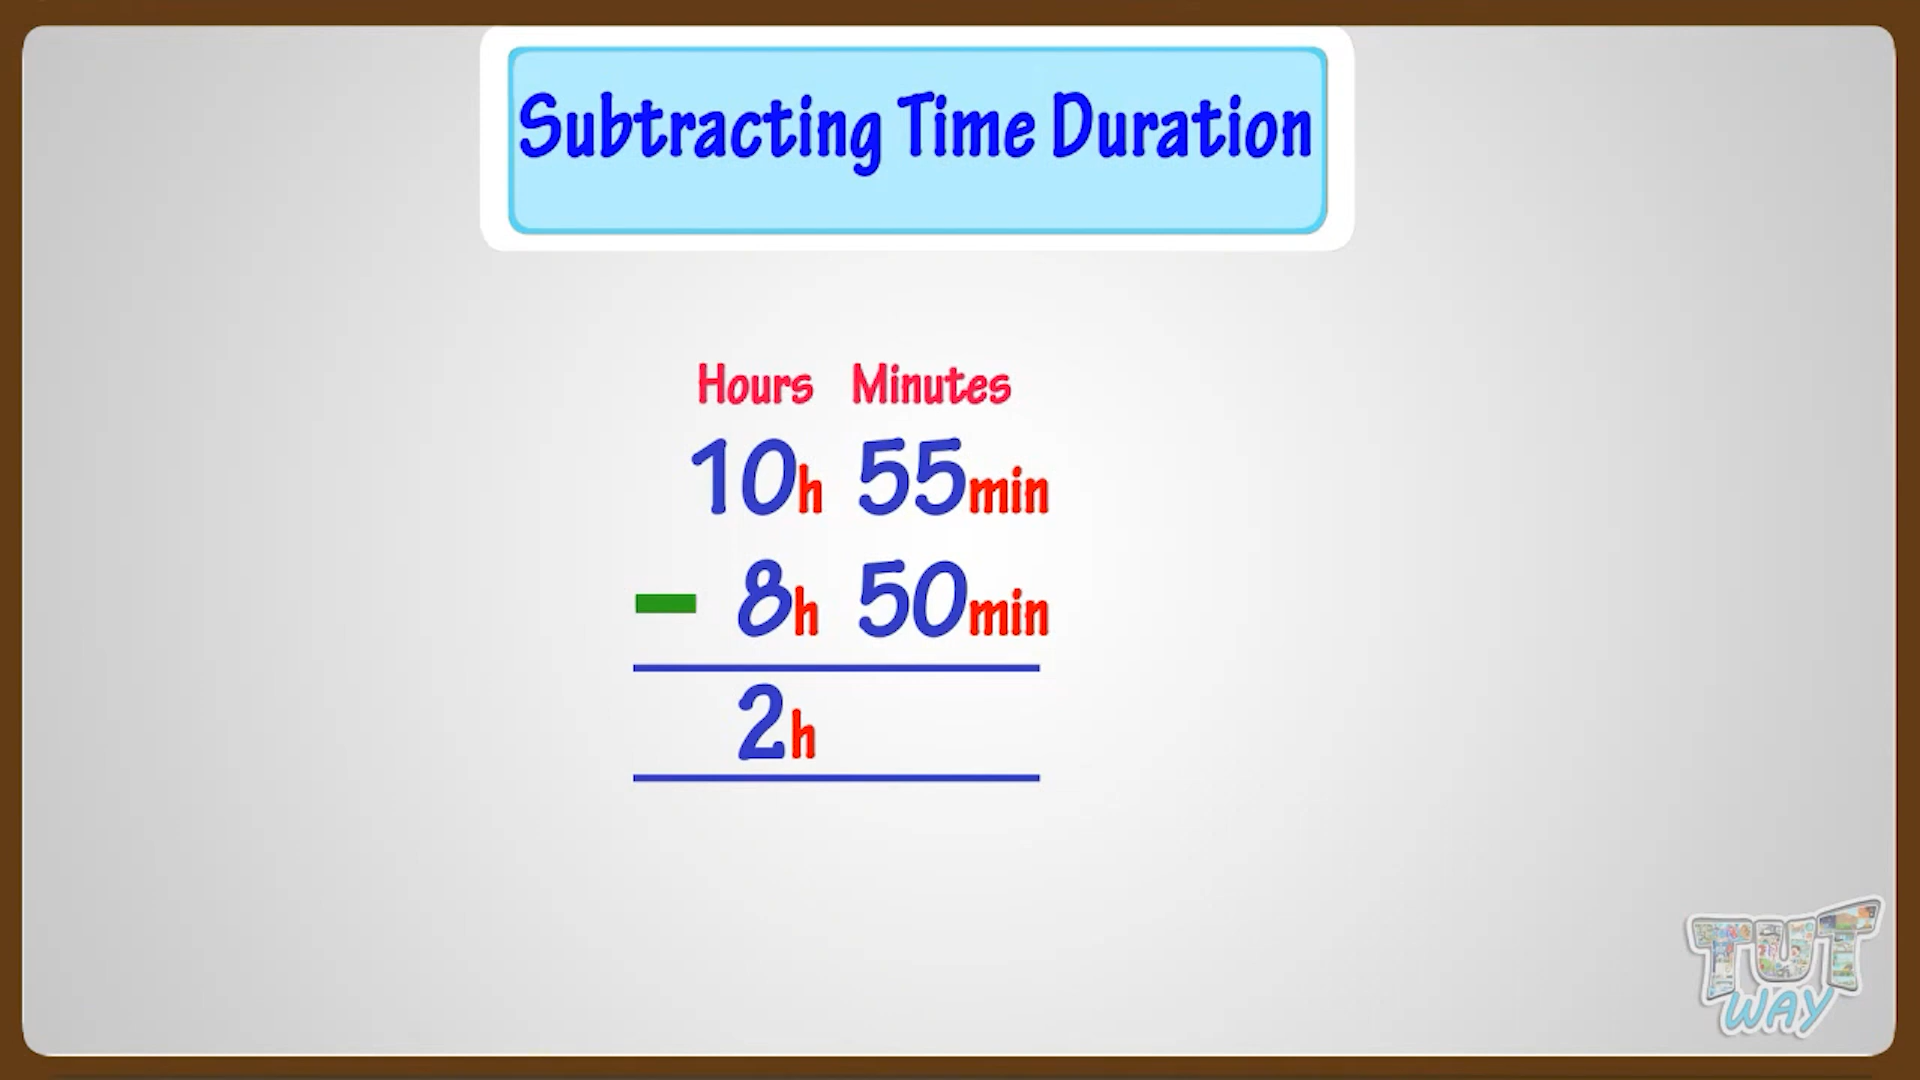 Subtracting Time Duration
Hours Minutes
10h 55min
- 8h 50min
2h
TUT
WAY